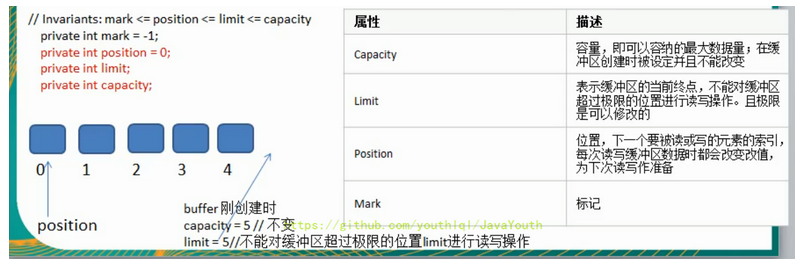 // Invariants: mark <= position <= limit <= capacity
private int mark = -1;
private int position = 0;
private int limit;
private int capacity;
0 1 2 3 4
position
buffer 刚创建时
capacity = 5 // 不变
https://github.com/youthlql/JavaYouth
limit = 5//不能对缓冲区超过极限的位置limit进行读写操作
属性 描述
Capacity
容量，即可以容纳的最大数据量；在缓
冲区创建时被设定并且不能改变
Limit
表示缓冲区的当前终点，不能对缓冲区
超过极限的位置进行读写操作。且极限
是可以修改的
Position
位置，下一个要被读或写的元素的索引，
每次读写缓冲区数据时都会改变改值，
为下次读写作准备
Mark
标记